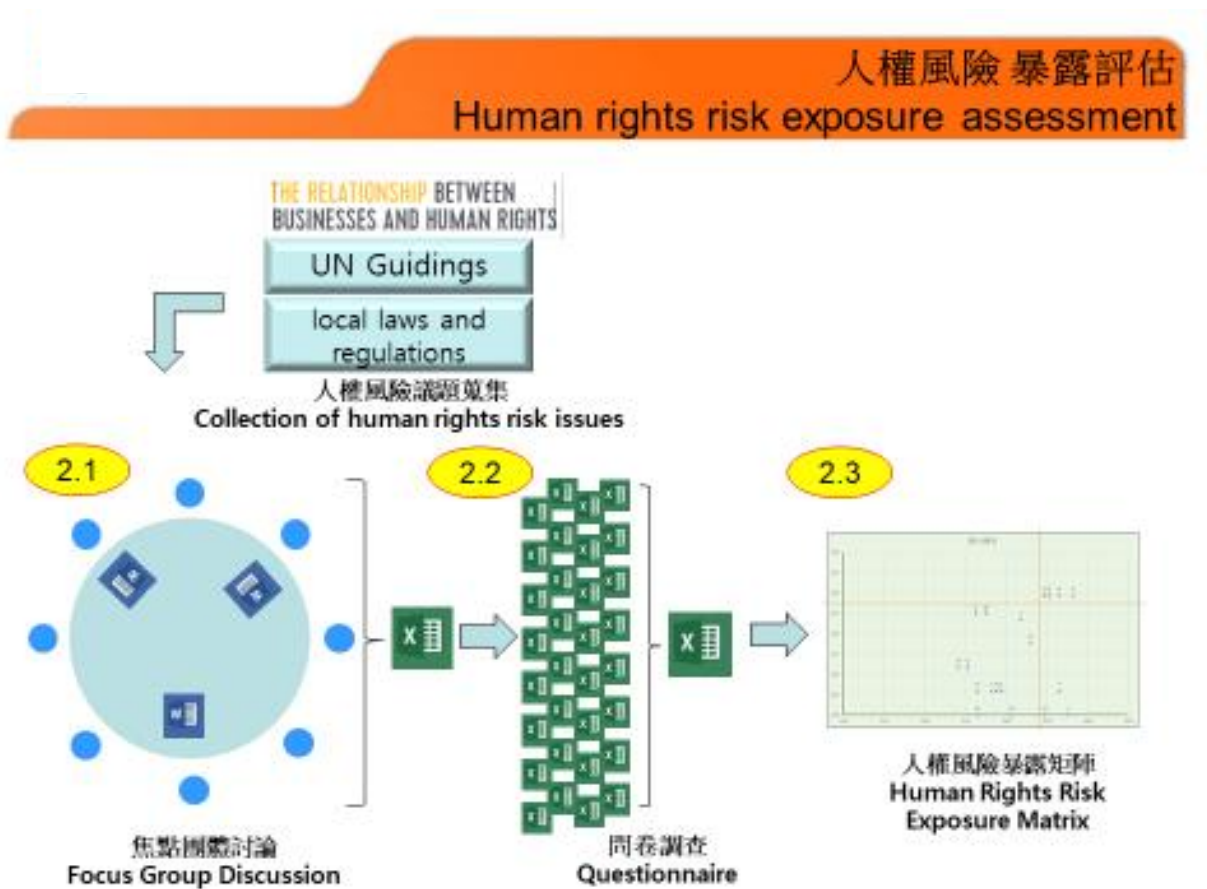 人權風險 暴露評估
Human rights risk exposure assessment
THE RELATIONSHIP BETWEEN
BUSINESSES AND HUMAN RIGHTS
UN Guidings
local laws and
regulations
人權風險議題蒐集
Collection of human rights risk issues
2.1
2.2
2.3
焦點團體討論
Focus Group Discussion
問卷調查
Questionnaire
人權風險暴露矩陣
Human Rights Risk
Exposure Matrix